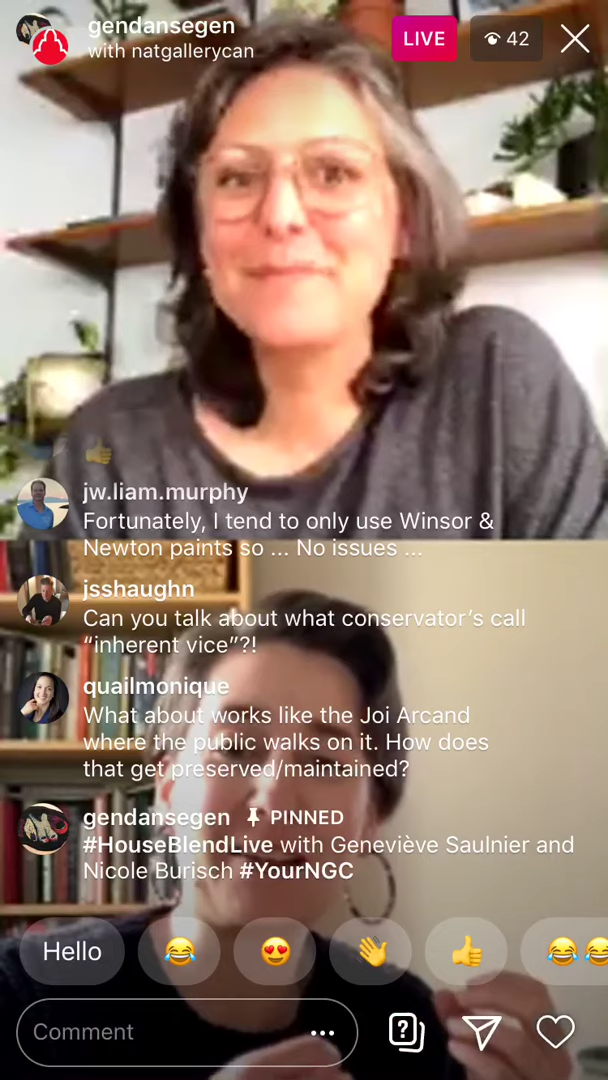 gendansegen
with natgallerycan
LIVE
42
jw.liam.murphy
Fortunately, I tend to only use Winsor &
Newton paints so ... No issues ...
jsshaughn
Can you talk about what conservator's call
“inherent vice”?!
quailmonique
What about works like the Joi Arcand
where the public walks on it. How does
that get preserved/maintained?
gendansegen PINNED
#HouseBlendLive with Geneviève Saulnier and
Nicole Burisch #YourNGC
Hello 😂 😍 👋 👍 😂😂
Comment